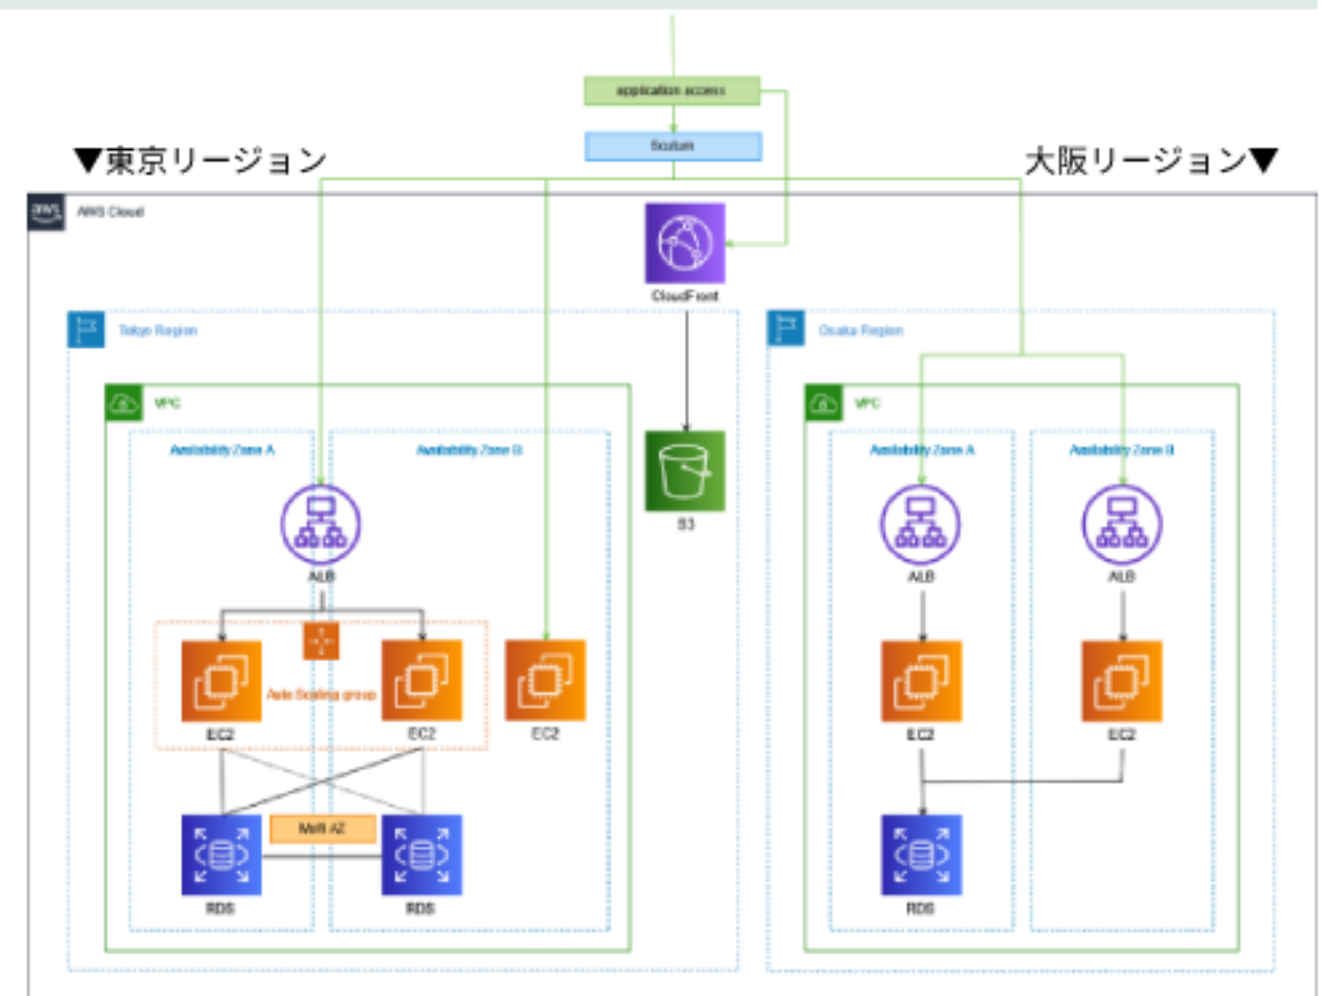 application access
Scutum
▼東京リージョン
大阪リージョン▼
aws
AWS Cloud
CloudFront
Tokyo Region
Osaka Region
VPC
VPC
Availability Zone A
Availability Zone B
Availability Zone A
Availability Zone B
S3
ALB
ALB
ALB
Auto Scaling group
EC2
EC2
EC2
EC2
EC2
Multi AZ
RDS
RDS
RDS